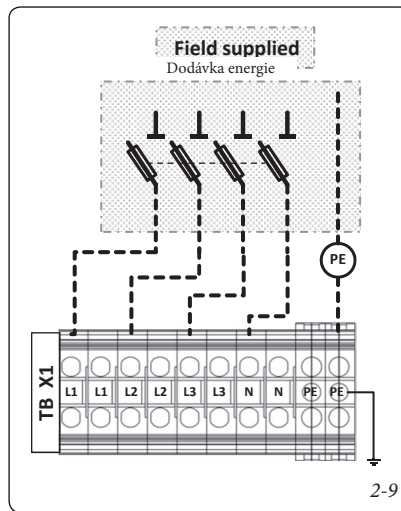 Field supplied
Dodávka energie
PE
TB X1
L1 L1 L2 L2 L3 L3 N N PE PE
2-9